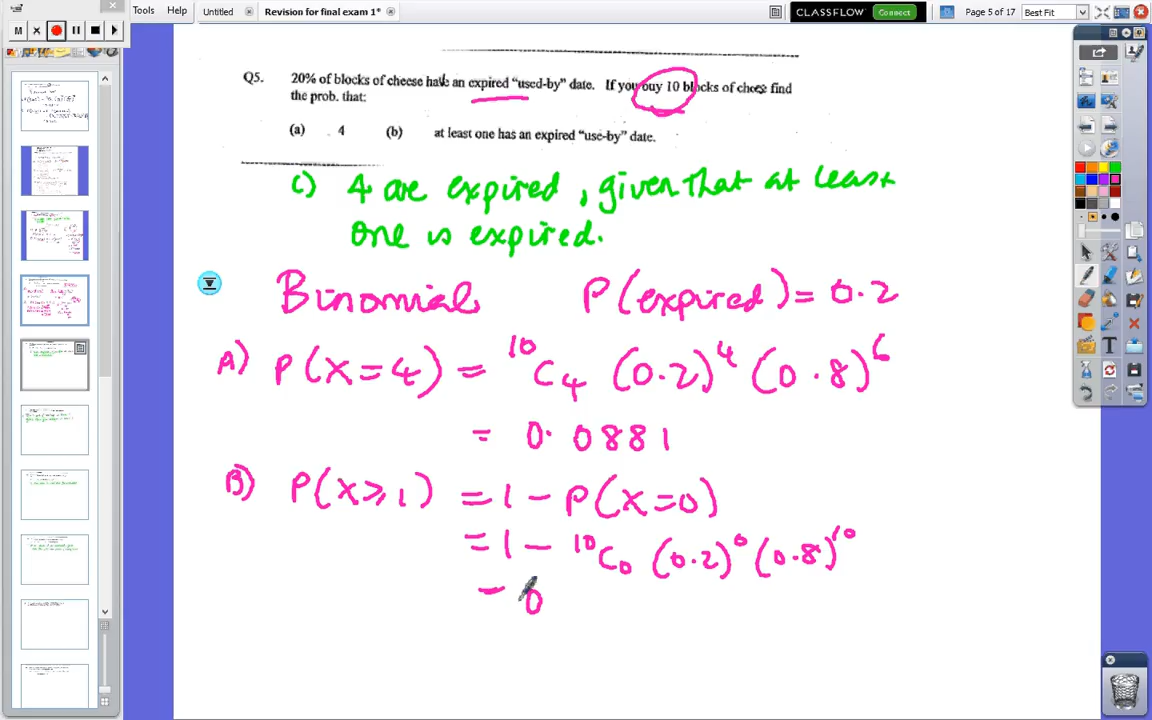 Tools Help Untitled Revision for final exam 1* CLASSFLOW Connect Page 5 of 17 Best Fit
Q5. 20% of blocks of cheese have an expired "used-by" date. If you buy 10 blocks of chees find
the prob. that:
(a) 4 (b) at least one has an expired "use-by" date.
c) 4 are expired, given that at least
one is expired.
Binomial P(expired) = 0.2
A) P(X=4) = ¹⁰C₄ (0.2)⁴ (0.8)⁶
= 0.0881
B) P(X≥1) = 1 - P(X=0)
= 1 - ¹⁰C₀ (0.2)⁰ (0.8)¹⁰
= 0